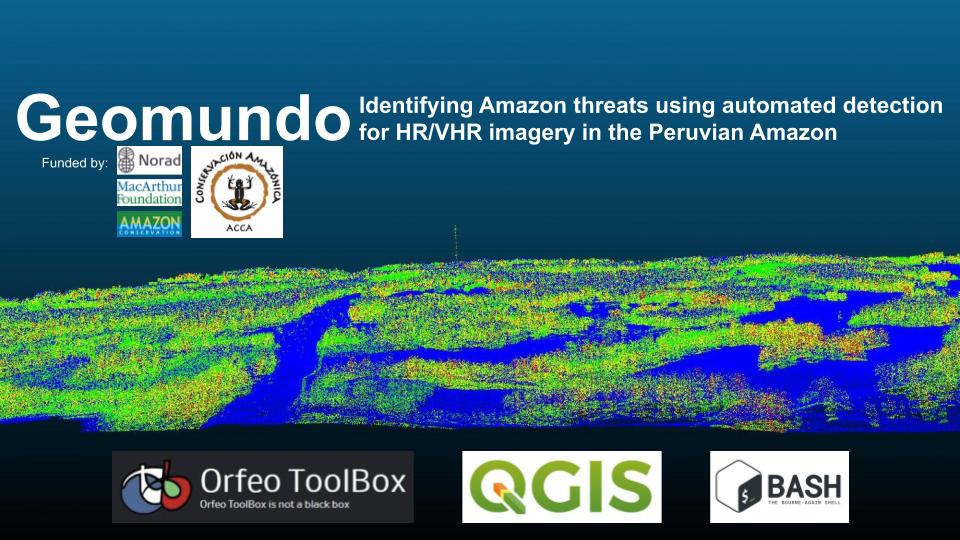 Geomundo
Identifying Amazon threats using automated detection
for HR/VHR imagery in the Peruvian Amazon
Funded by:
Norad
MacArthur
Foundation
AMAZON
CONSERVATION
CONSERVACIÓN AMAZÓNICA
ACCA
Orfeo ToolBox
Orfeo ToolBox is not a black box
QGIS
$_
BASH
THE BOURNE-AGAIN SHELL